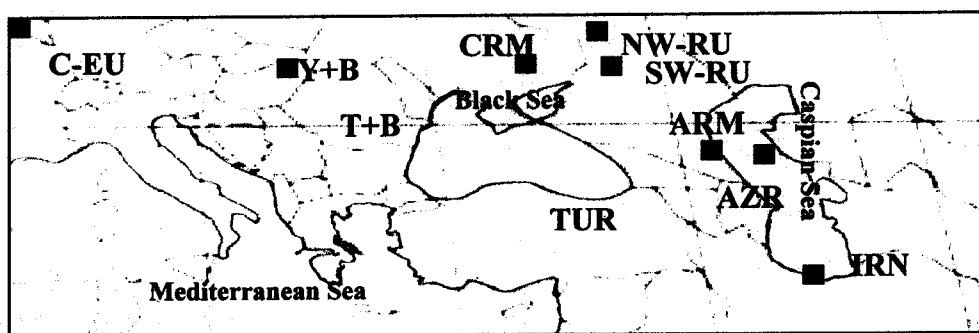 C-EU
Y+B
CRM
NW-RU
SW-RU
Black Sea
T+B
ARM
Caspian-Sea
AZR
TUR
IRN
Mediterranean Sea